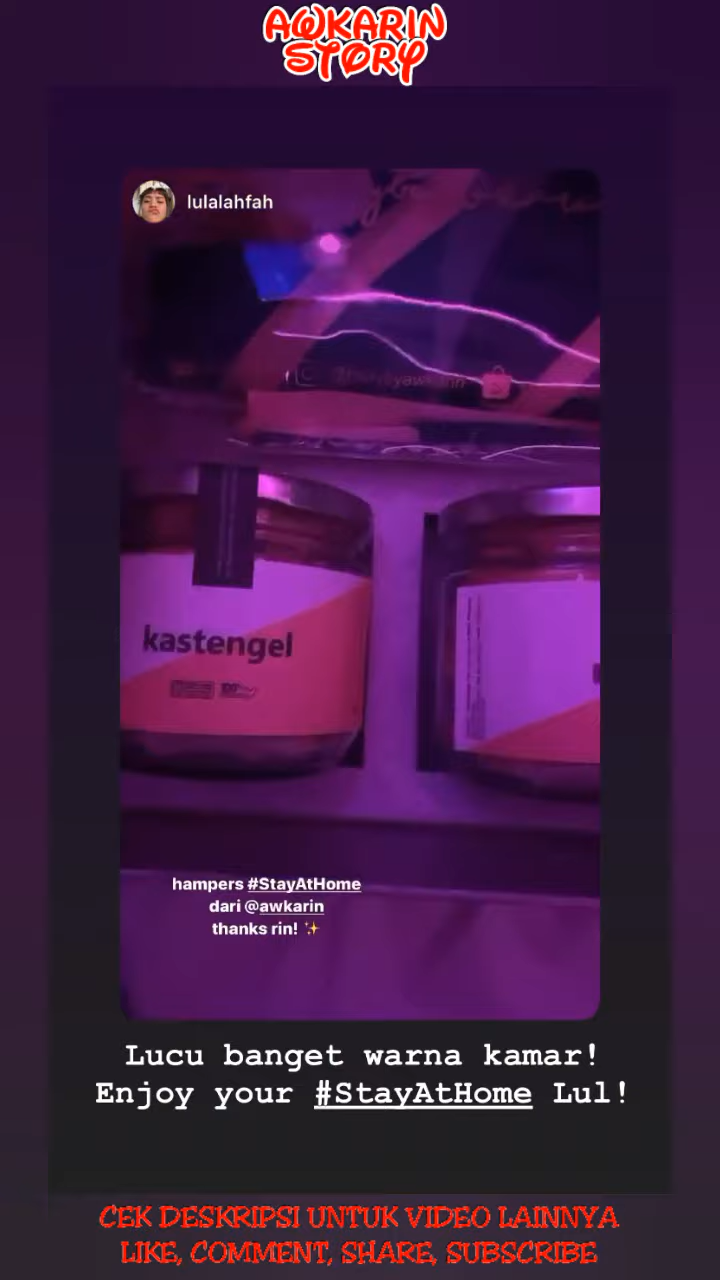 AWKARIN
STORY
lulalahfah
kastengel
hampers #StayAtHome
dari @awkarin
thanks rin! ✨
Lucu banget warna kamar!
Enjoy your #StayAtHome Lul!
CEK DESKRIPSI UNTUK VIDEO LAINNYA
LIKE, COMMENT, SHARE, SUBSCRIBE